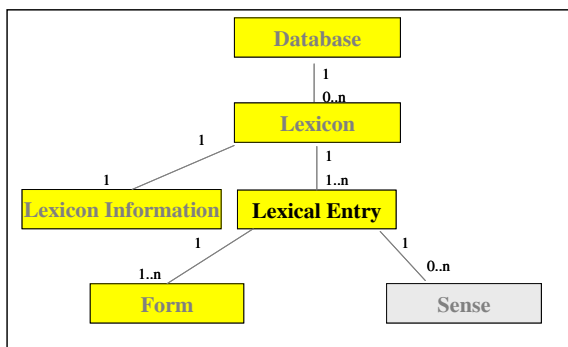 Database
1
0..n
Lexicon
1
1
1
1..n
Lexicon Information
Lexical Entry
1
1
1..n
0..n
Form
Sense